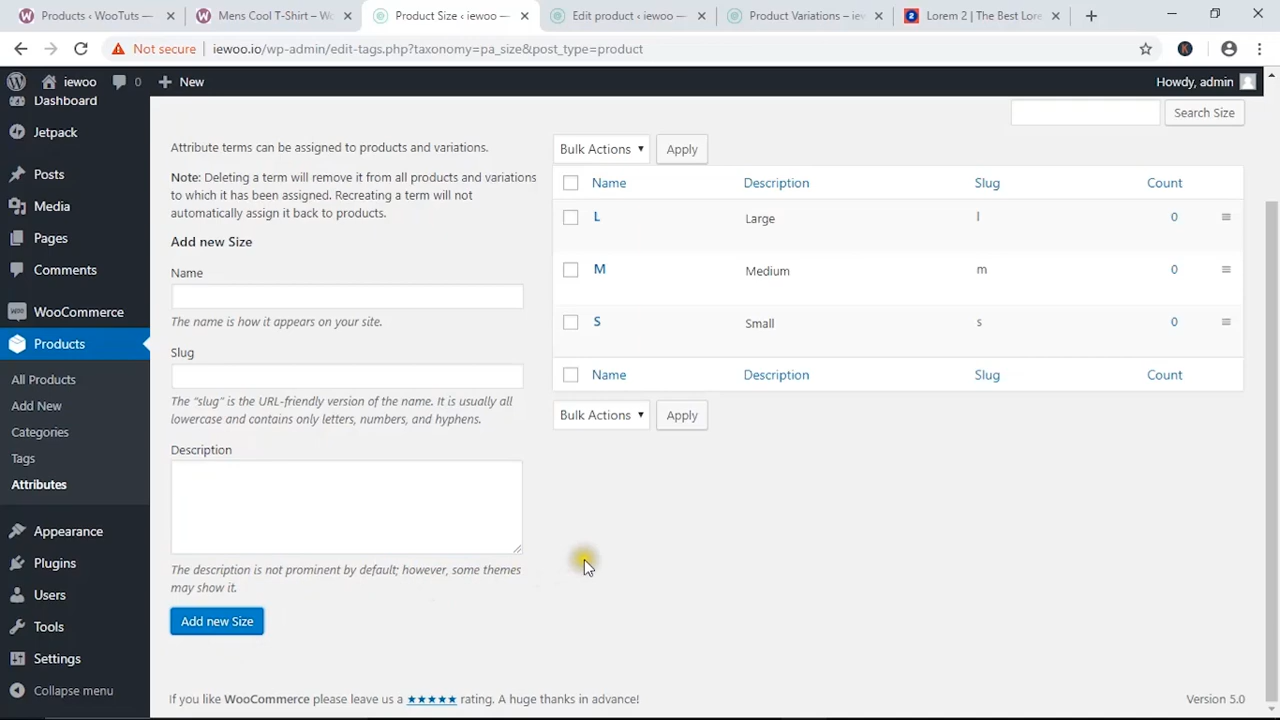 Products ‹ WooTuts — ×
Mens Cool T-Shirt – Wo ×
Product Size ‹ iewoo — ×
Edit product ‹ iewoo — ×
Product Variations – iew ×
Lorem 2 | The Best Lore ×
Not secure iewoo.io/wp-admin/edit-tags.php?taxonomy=pa_size&post_type=product
K
iewoo 0 + New Howdy, admin
Dashboard
Jetpack
Posts
Media
Pages
Comments
WooCommerce
Products
All Products
Add New
Categories
Tags
Attributes
Appearance
Plugins
Users
Tools
Settings
Collapse menu
Attribute terms can be assigned to products and variations.
Note: Deleting a term will remove it from all products and variations
to which it has been assigned. Recreating a term will not
automatically assign it back to products.
Add new Size
Name
The name is how it appears on your site.
Slug
The “slug” is the URL-friendly version of the name. It is usually all
lowercase and contains only letters, numbers, and hyphens.
Description
The description is not prominent by default; however, some themes
may show it.
Add new Size
Search Size
Bulk Actions Apply
Name Description Slug Count
L Large l 0
M Medium m 0
S Small s 0
Name Description Slug Count
Bulk Actions Apply
If you like WooCommerce please leave us a ★★★★★ rating. A huge thanks in advance! Version 5.0